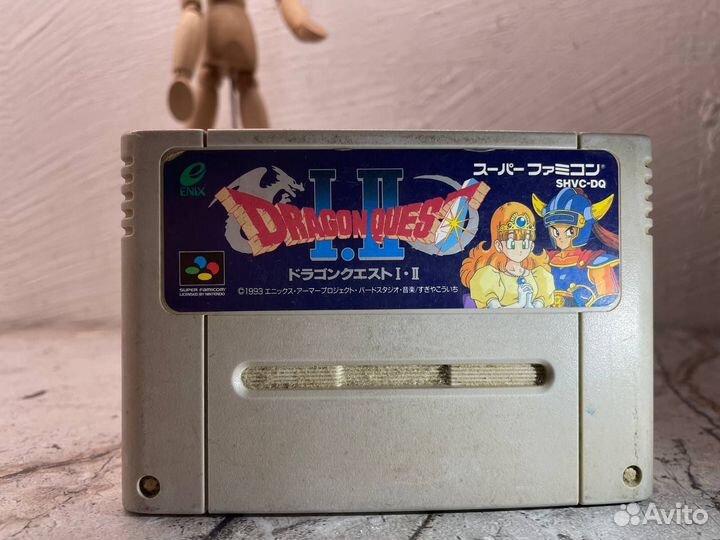 ENIX
I·II
DRAGON QUEST
ドラゴンクエストI・II
スーパーファミコン®
SHVC-DQ
SUPER FAMICOM
LICENSED BY NINTENDO
©1993 エニックス・アーマープロジェクト・バードスタジオ・音楽/すぎやこういち
Avito